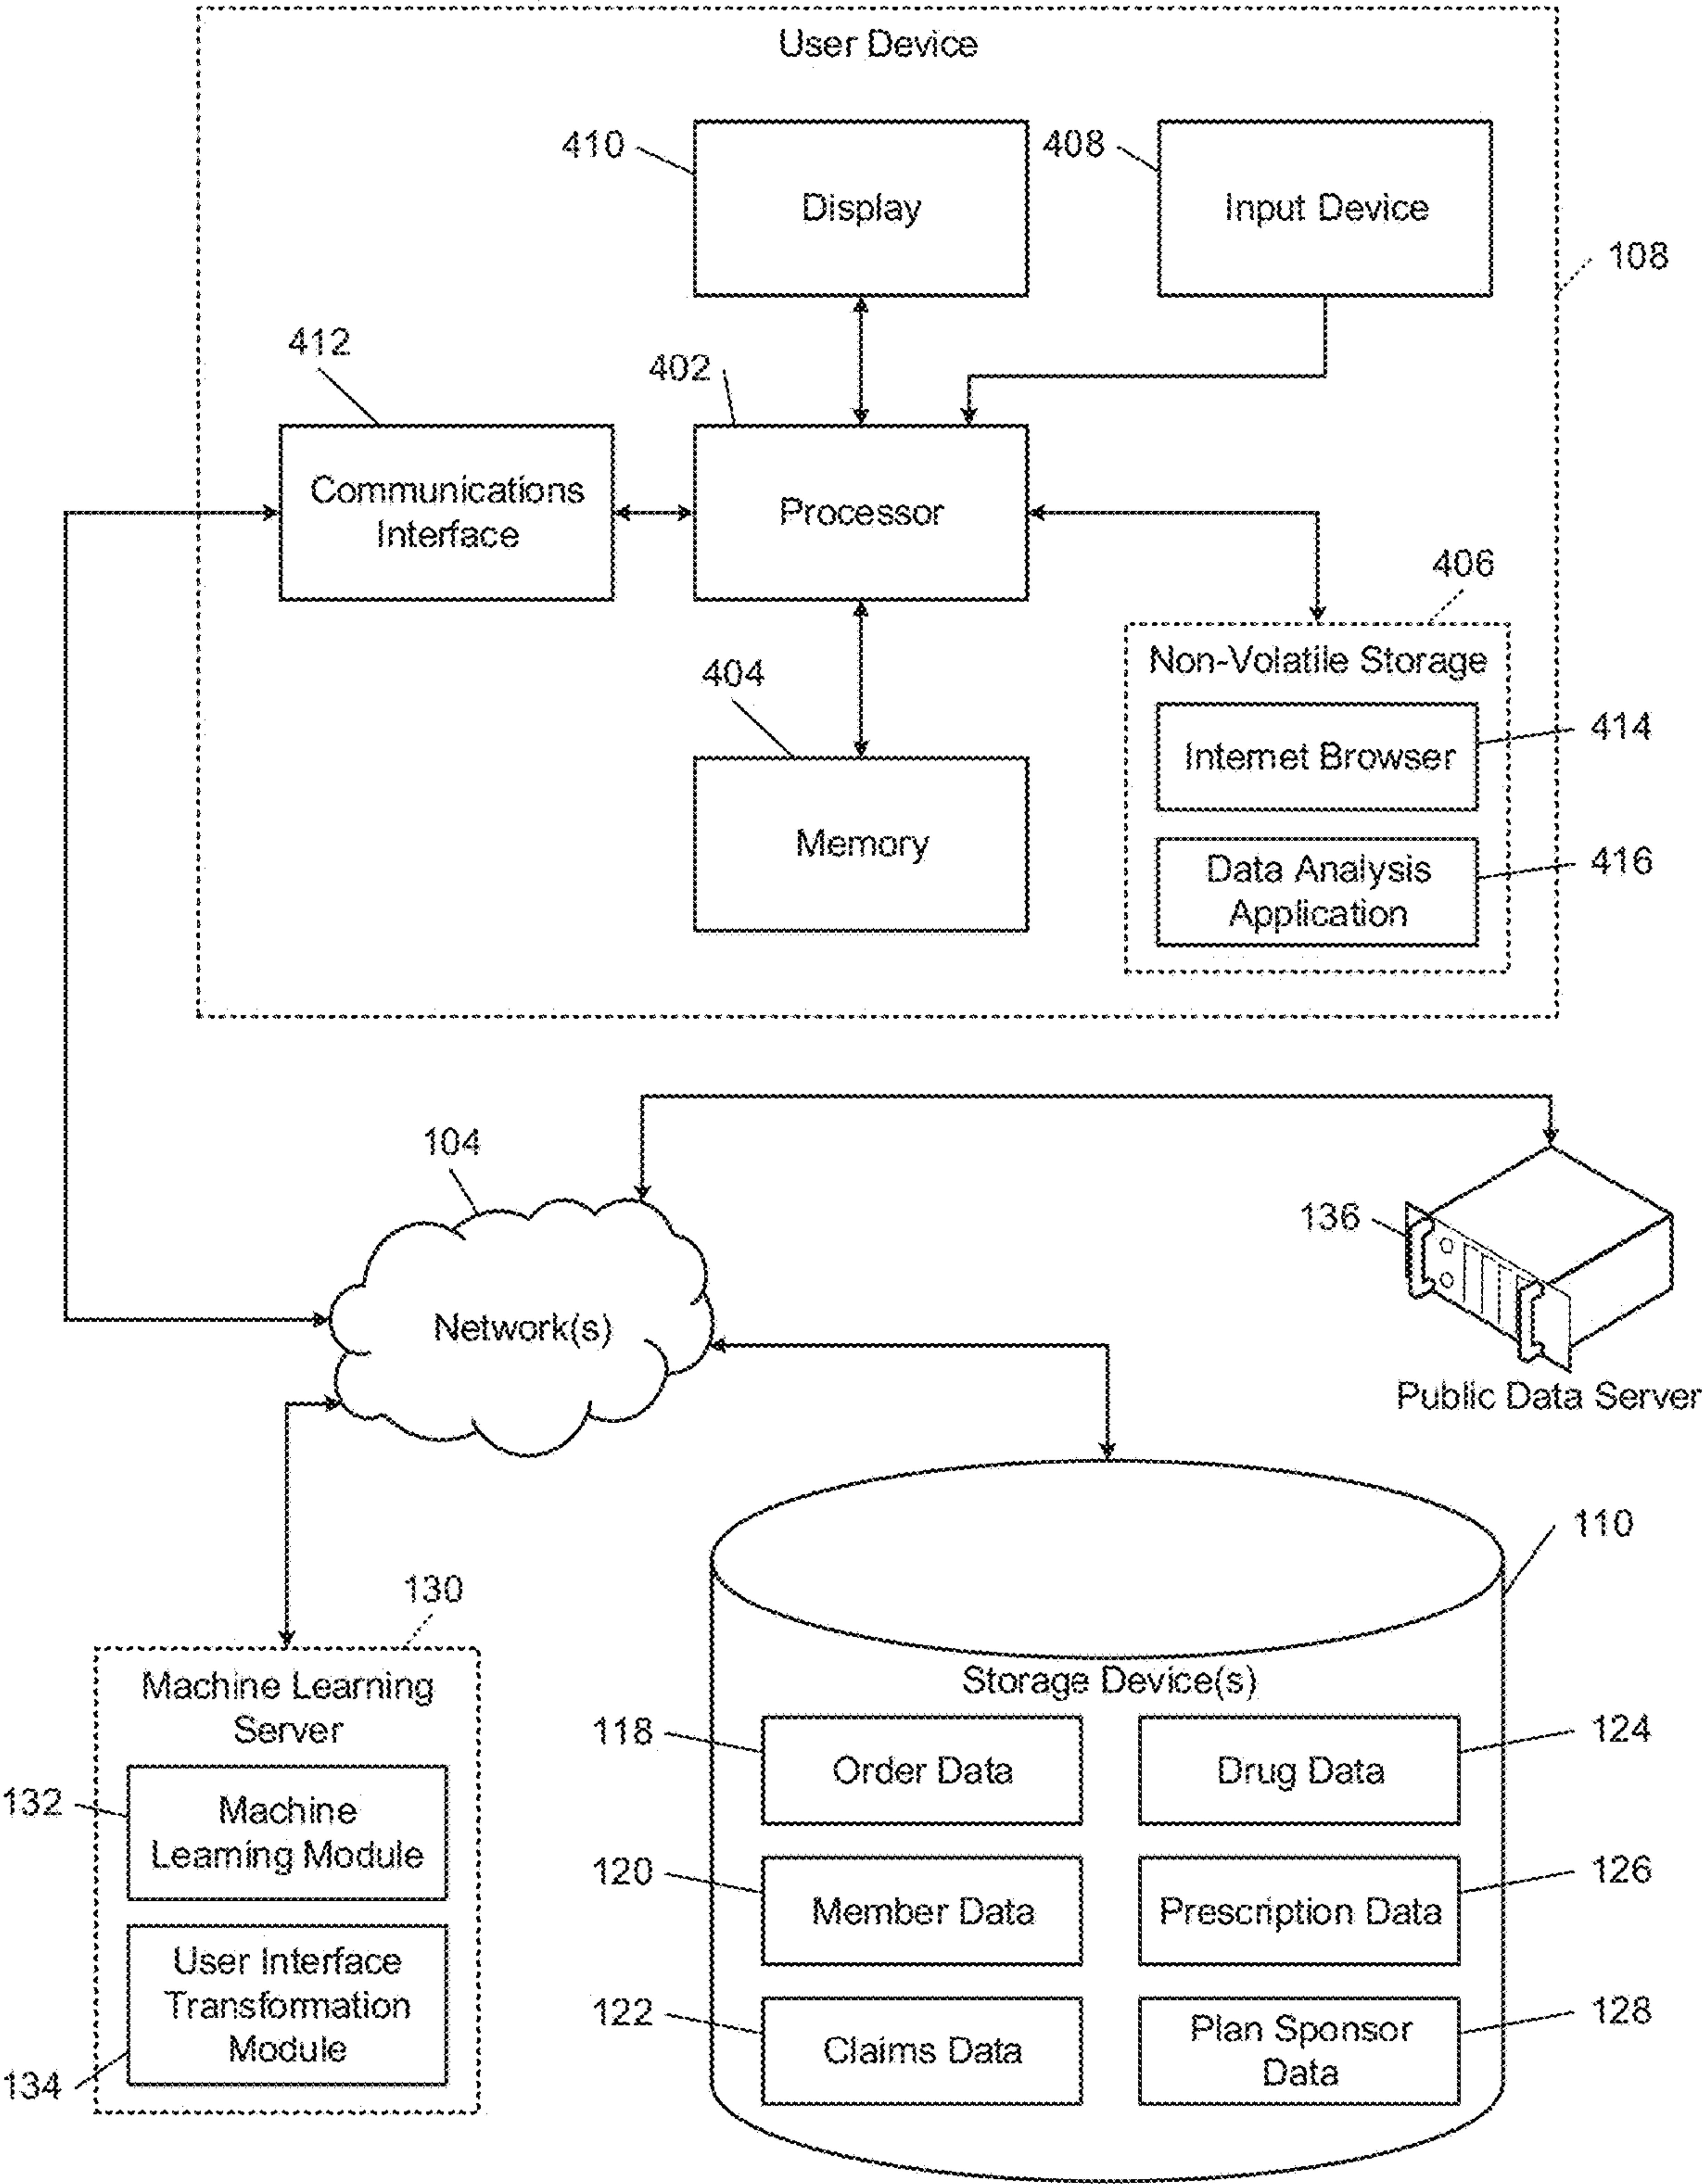 User Device
410
408
Display
Input Device
108
412
402
Communications
Interface
Processor
406
Non-Volatile Storage
404
414
Internet Browser
Memory
416
Data Analysis
Application
104
136
Network(s)
Public Data Server
110
130
Machine Learning
Server
Storage Device(s)
118
124
Order Data
Drug Data
132
Machine
Learning Module
120
126
Member Data
Prescription Data
User Interface
Transformation
Module
122
128
Claims Data
Plan Sponsor
Data
134